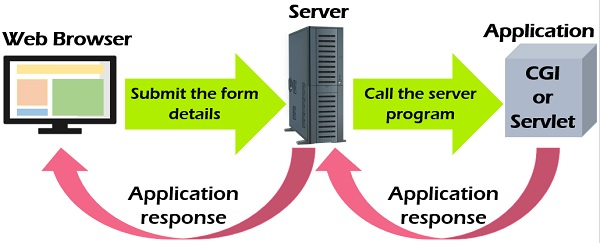 Server
Web Browser
Application
Submit the form
details
Call the server
program
CGI
or
Servlet
Application
response
Application
response